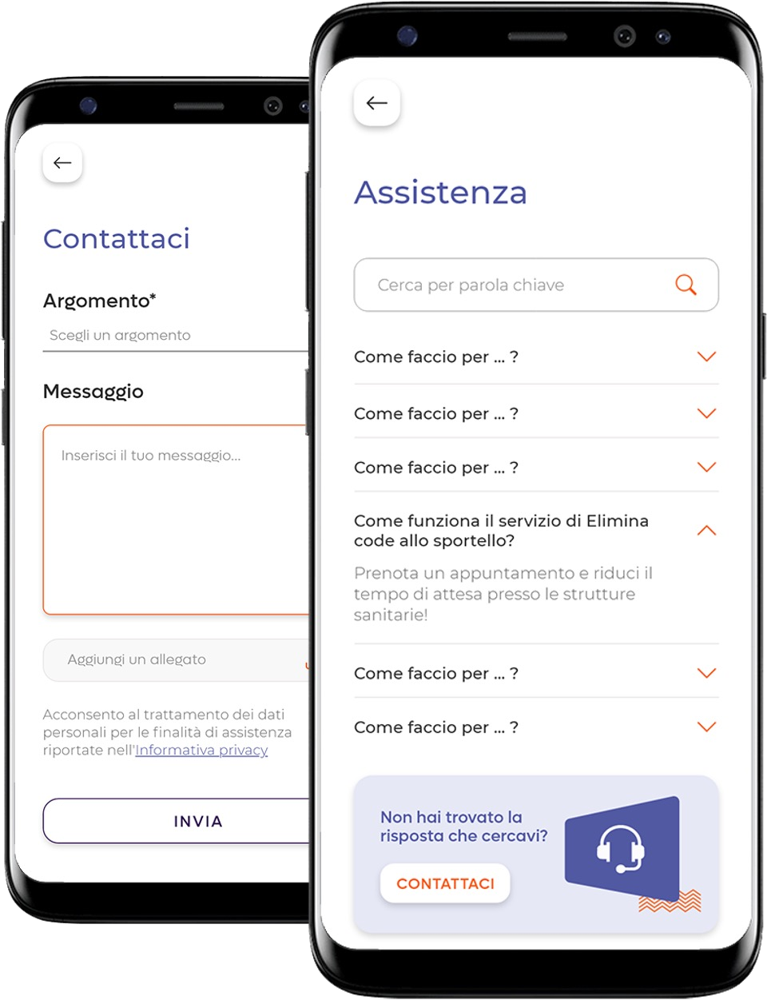 Contattaci
Argomento*
Scegli un argomento
Messaggio
Inserisci il tuo messaggio...
Aggiungi un allegato
Acconsento al trattamento dei dati
personali per le finalità di assistenza
riportate nell'Informativa privacy
INVIA
Assistenza
Cerca per parola chiave
Come faccio per ... ?
Come faccio per ... ?
Come faccio per ... ?
Come funziona il servizio di Elimina
code allo sportello?
Prenota un appuntamento e riduci il
tempo di attesa presso le strutture
sanitarie!
Come faccio per ... ?
Come faccio per ... ?
Non hai trovato la
risposta che cercavi?
CONTATTACI